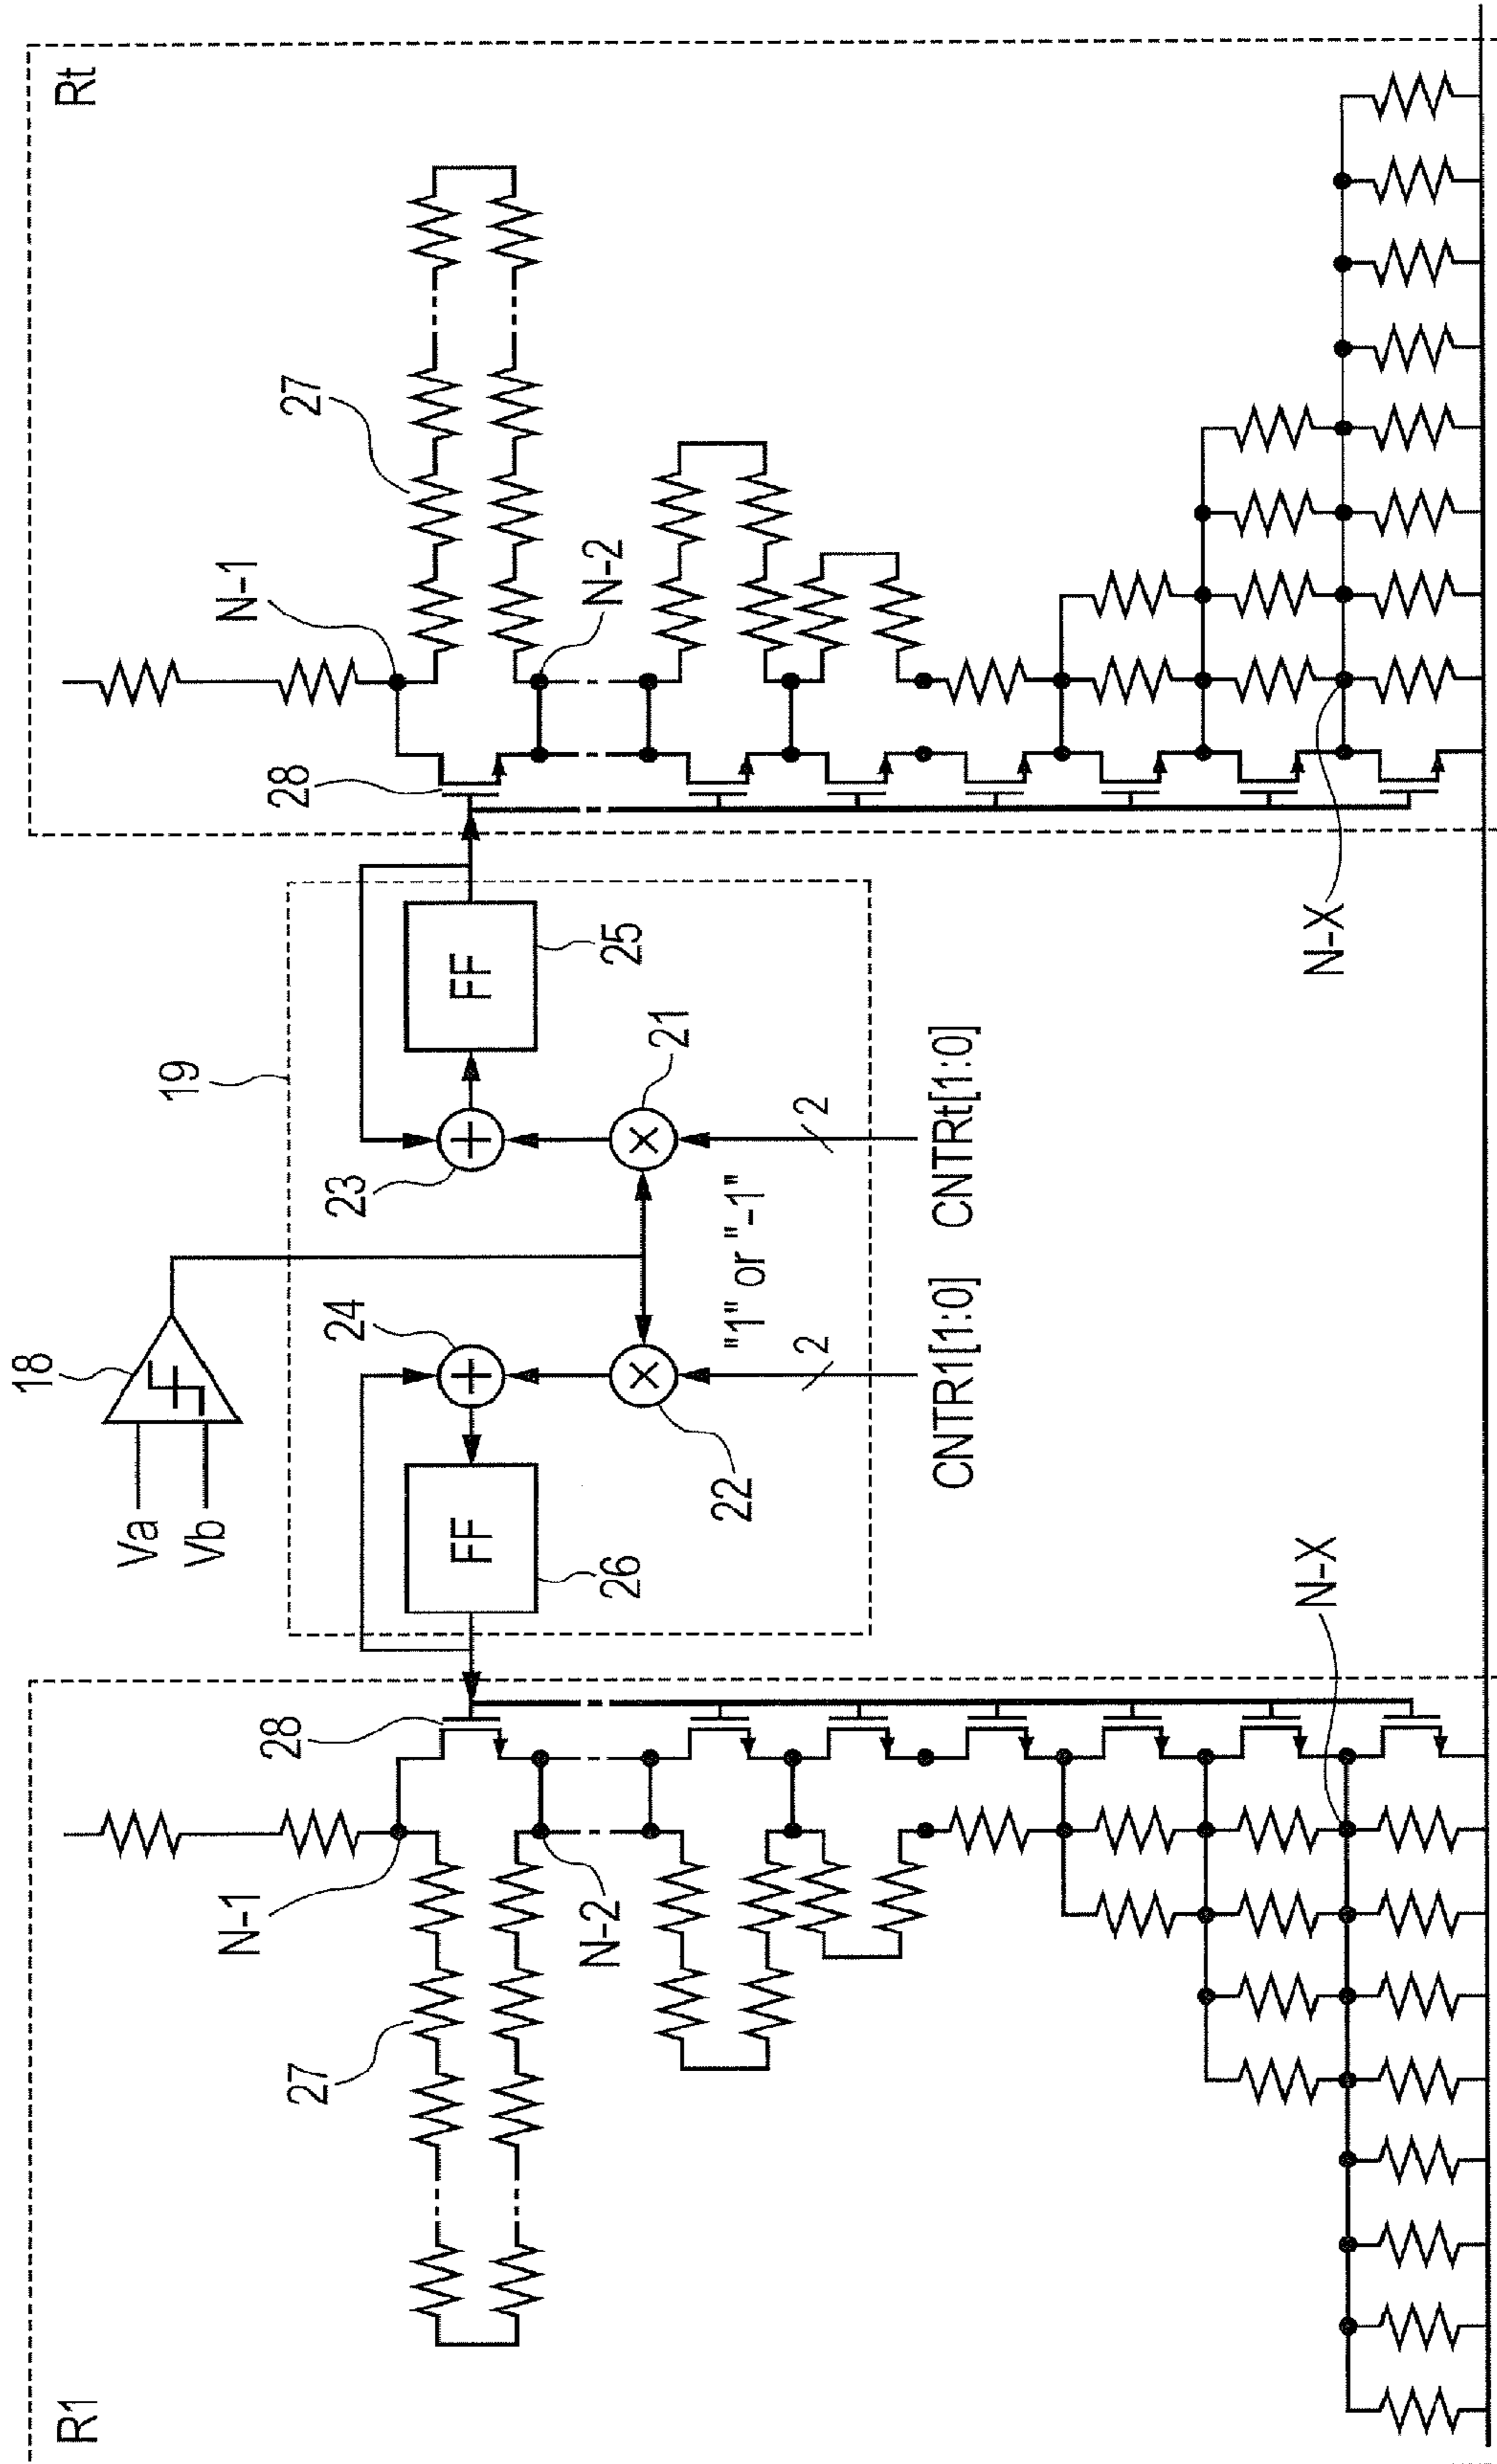 R1
Rt
18
Va
Vb
19
N-1
27
28
N-2
N-X
24
26
FF
22
23
FF
25
21
"1" or "-1"
2
2
CNTR1[1:0]
CNTRt[1:0]
N-1
27
28
N-2
N-X